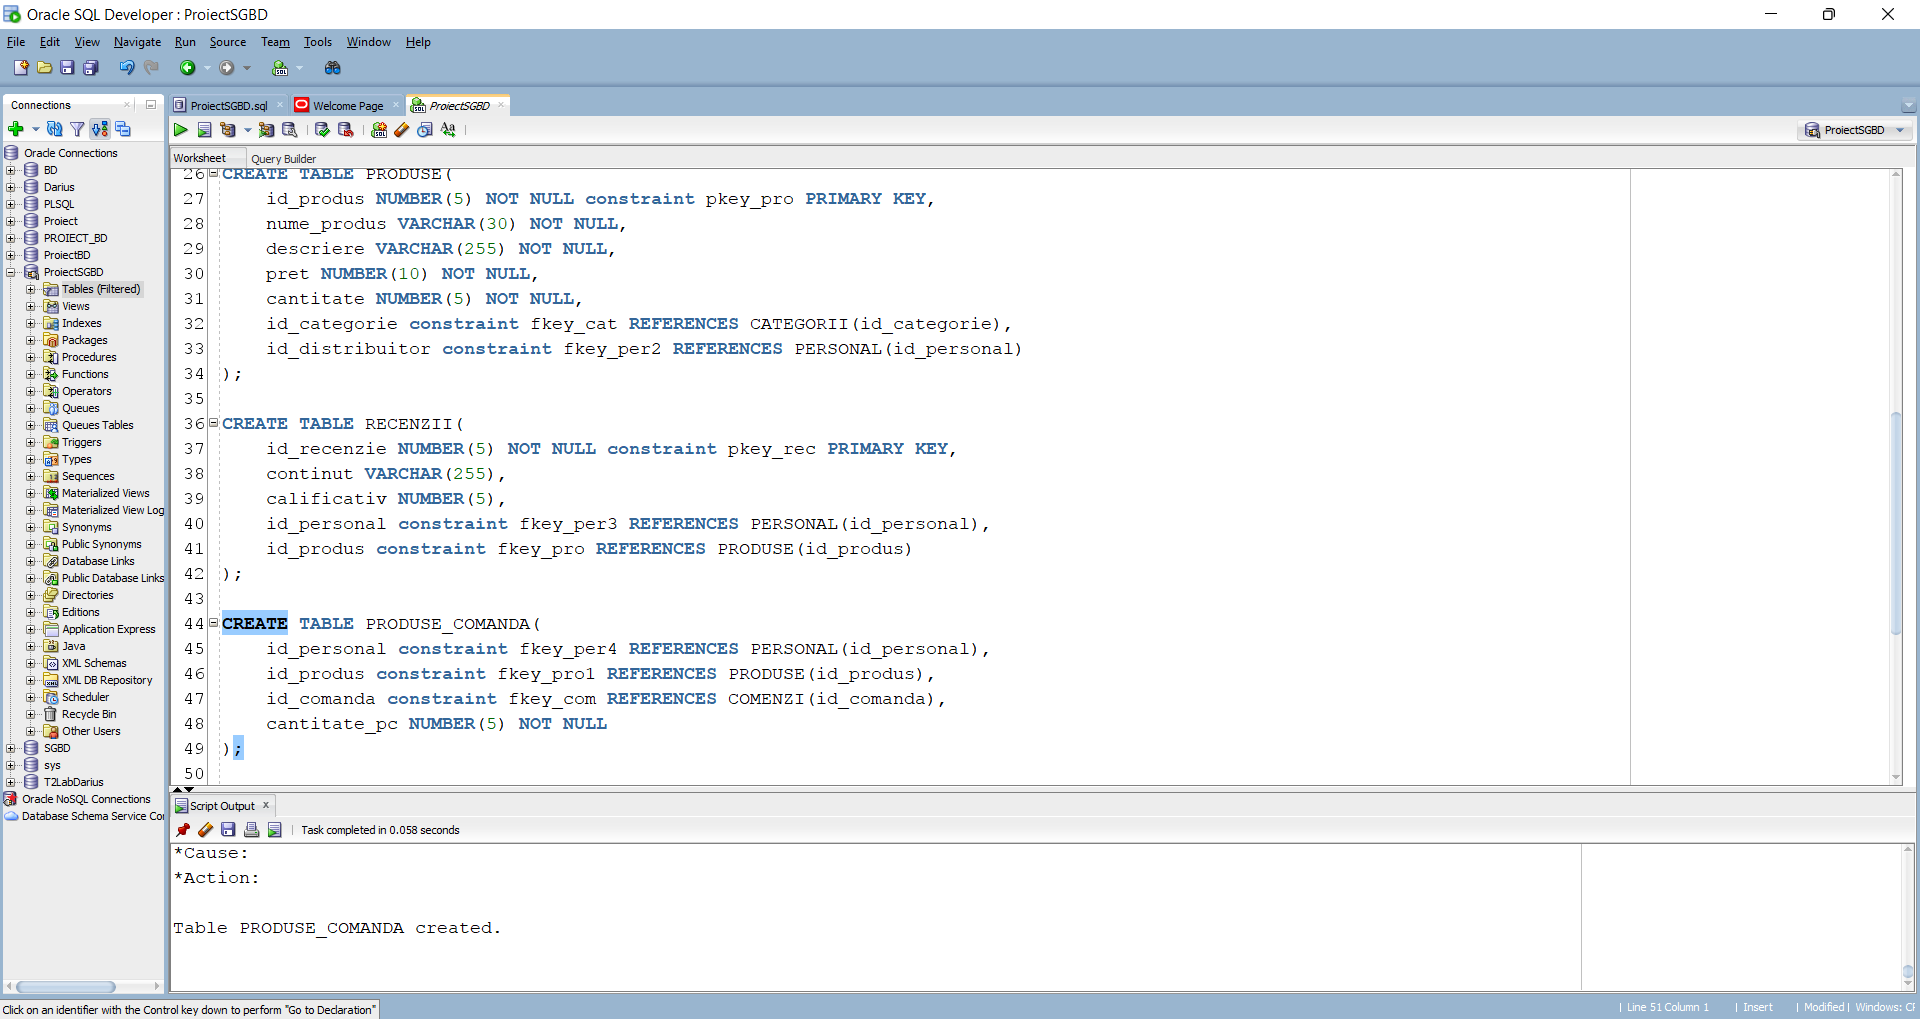 Oracle SQL Developer : ProiectSGBD
File Edit View Navigate Run Source Team Tools Window Help
Connections
ProiectSGBD.sql
Welcome Page
ProiectSGBD
ProiectSGBD
Worksheet Query Builder
Oracle Connections
BD
Darius
PLSQL
Proiect
PROIECT_BD
ProiectBD
ProiectSGBD
Tables (Filtered)
Views
Indexes
Packages
Procedures
Functions
Operators
Queues
Queues Tables
Triggers
Types
Sequences
Materialized Views
Materialized View Log
Synonyms
Public Synonyms
Database Links
Public Database Links
Directories
Editions
Application Express
Java
XML Schemas
XML DB Repository
Scheduler
Recycle Bin
Other Users
SGBD
sys
T2LabDarius
Oracle NoSQL Connections
Database Schema Service Co
26 CREATE TABLE PRODUSE(
27 id_produs NUMBER(5) NOT NULL constraint pkey_pro PRIMARY KEY,
28 nume_produs VARCHAR(30) NOT NULL,
29 descriere VARCHAR(255) NOT NULL,
30 pret NUMBER(10) NOT NULL,
31 cantitate NUMBER(5) NOT NULL,
32 id_categorie constraint fkey_cat REFERENCES CATEGORII(id_categorie),
33 id_distribuitor constraint fkey_per2 REFERENCES PERSONAL(id_personal)
34 );
35
36 CREATE TABLE RECENZII(
37 id_recenzie NUMBER(5) NOT NULL constraint pkey_rec PRIMARY KEY,
38 continut VARCHAR(255),
39 calificativ NUMBER(5),
40 id_personal constraint fkey_per3 REFERENCES PERSONAL(id_personal),
41 id_produs constraint fkey_pro REFERENCES PRODUSE(id_produs)
42 );
43
44 CREATE TABLE PRODUSE_COMANDA(
45 id_personal constraint fkey_per4 REFERENCES PERSONAL(id_personal),
46 id_produs constraint fkey_pro1 REFERENCES PRODUSE(id_produs),
47 id_comanda constraint fkey_com REFERENCES COMENZI(id_comanda),
48 cantitate_pc NUMBER(5) NOT NULL
49 );
50
Script Output
Task completed in 0.058 seconds
*Cause:
*Action:
Table PRODUSE_COMANDA created.
Click on an identifier with the Control key down to perform "Go to Declaration"
| Line 51 Column 1 | Insert | Modified | Windows: CF